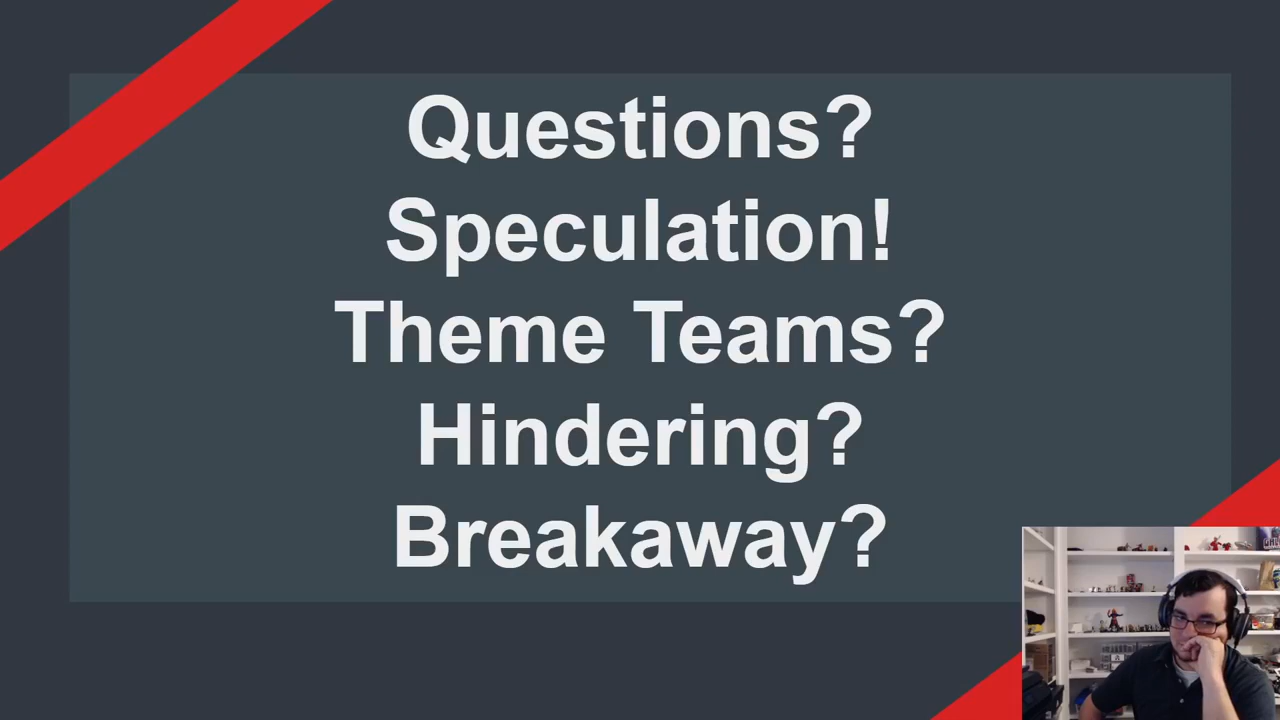 Questions?
Speculation!
Theme Teams?
Hindering?
Breakaway?